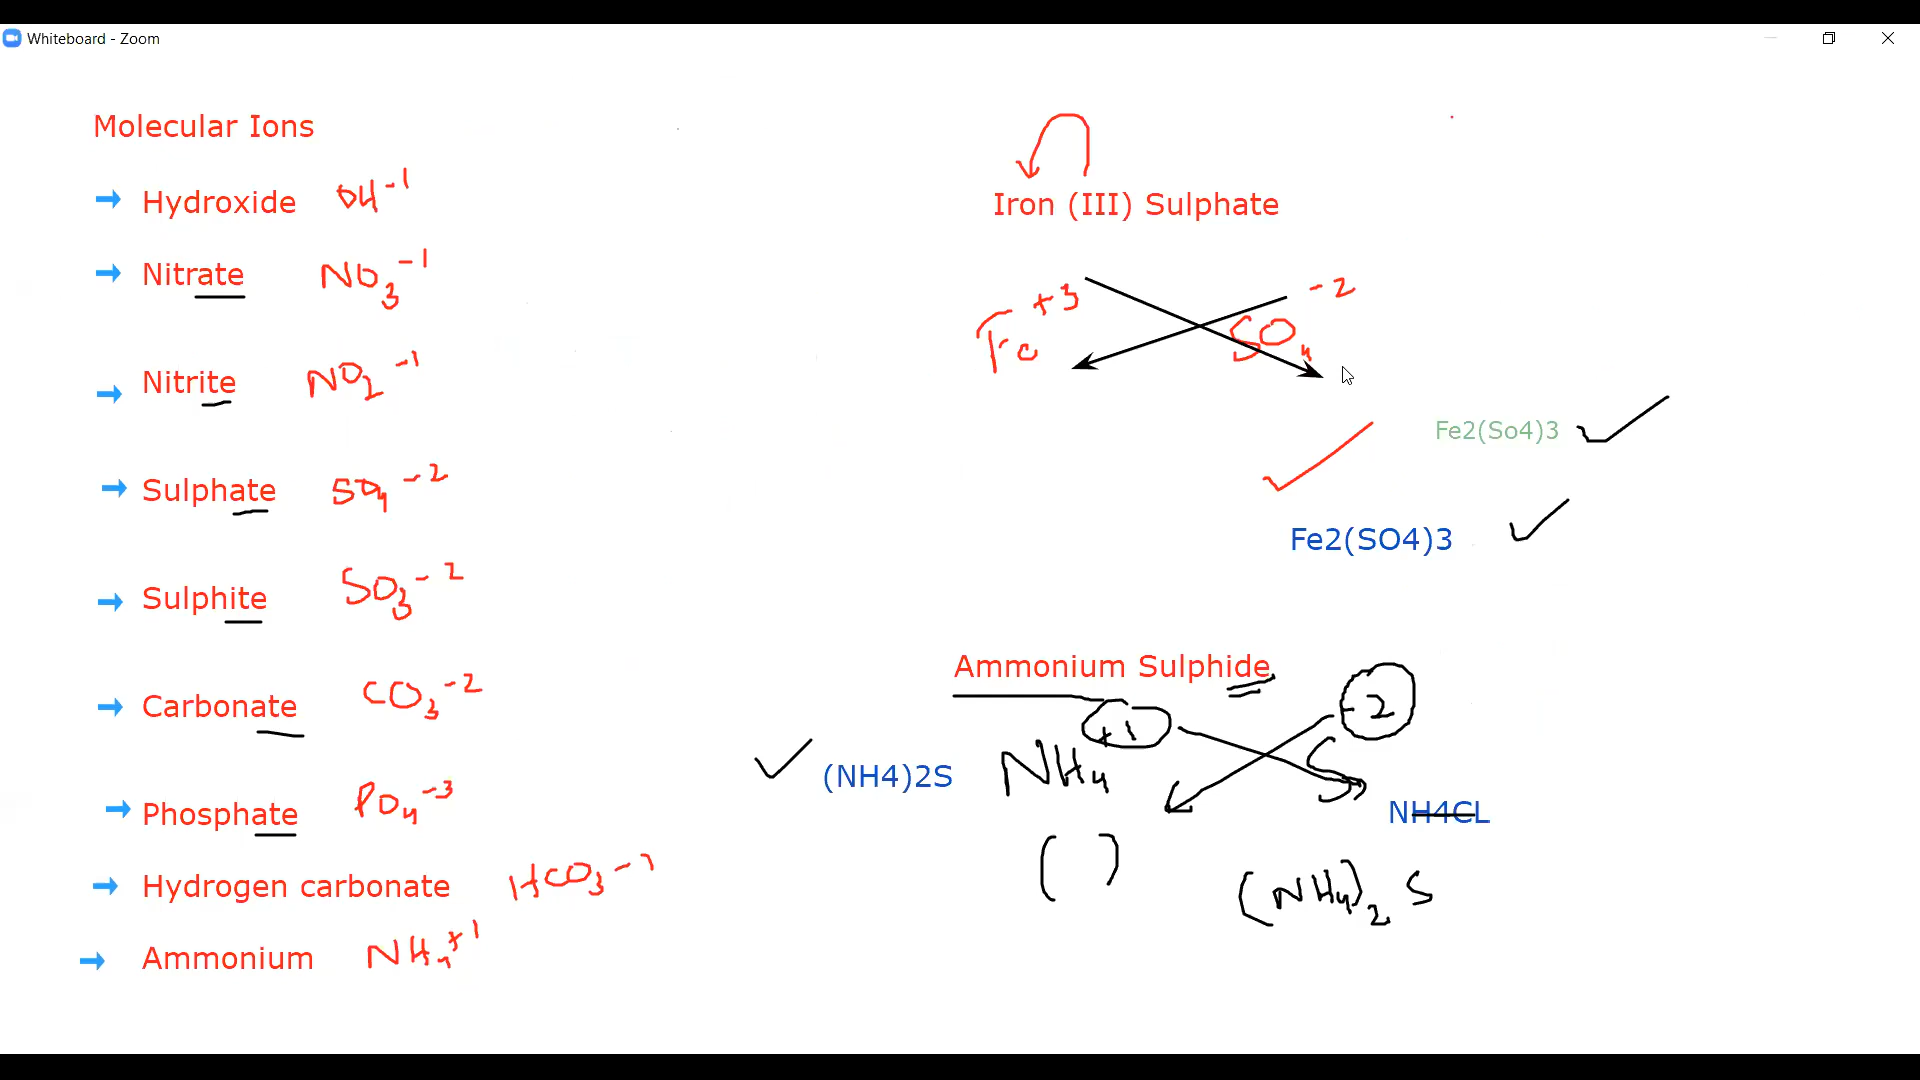 Whiteboard - Zoom
Molecular Ions
Hydroxide OH-1
Nitrate NO3-1
Nitrite NO2-1
Sulphate SO4-2
Sulphite SO3-2
Carbonate CO3-2
Phosphate PO4-3
Hydrogen carbonate HCO3-1
Ammonium NH4+1
Iron (III) Sulphate
Fe+3 SO4-2
Fe2(So4)3
Fe2(SO4)3
Ammonium Sulphide
NH4+1 S-2
(NH4)2S
NH4CL
( )
(NH4)2 S